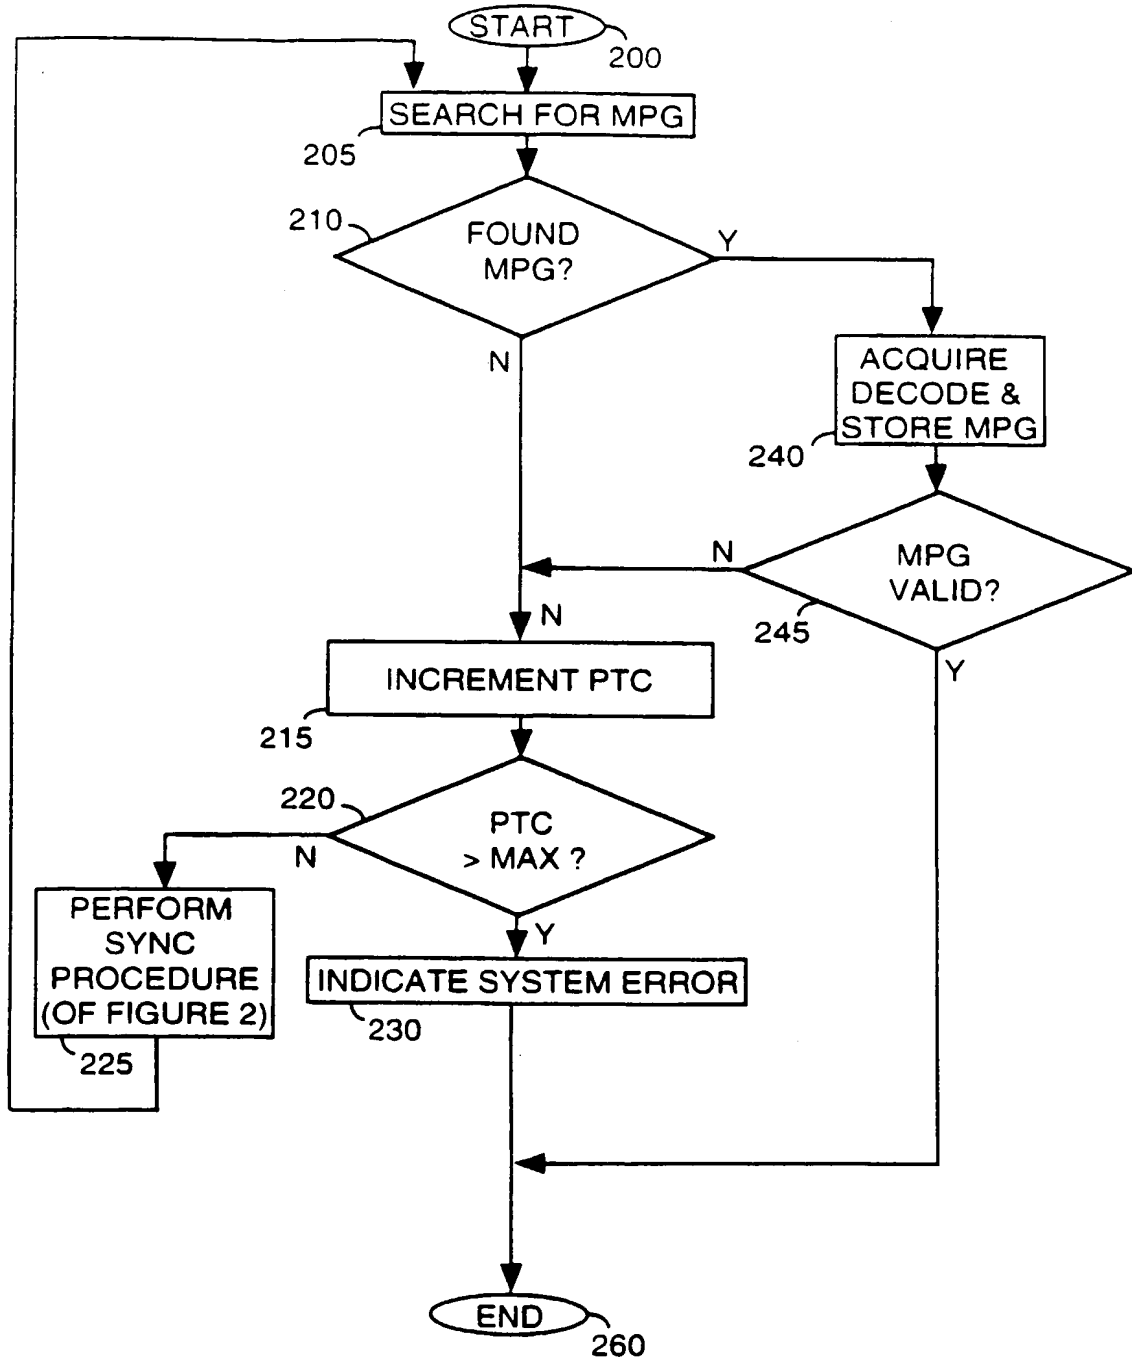 START
200
SEARCH FOR MPG
205
210
FOUND
MPG?
Y
N
ACQUIRE
DECODE &
STORE MPG
240
MPG
VALID?
N
245
Y
N
INCREMENT PTC
215
220
PTC
> MAX ?
N
Y
PERFORM
SYNC
PROCEDURE
(OF FIGURE 2)
225
INDICATE SYSTEM ERROR
230
END
260